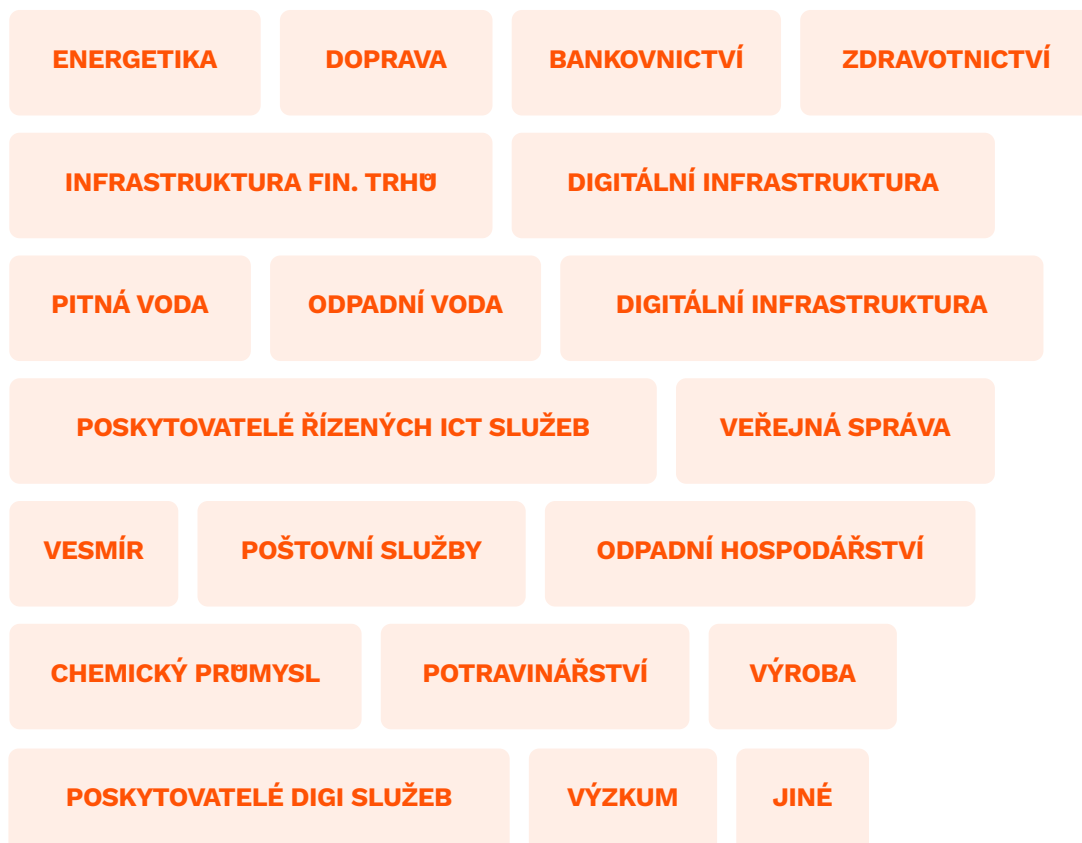 ENERGETIKA DOPRAVA BANKOVNICTVÍ ZDRAVOTNICTVÍ
INFRASTRUKTURA FIN. TRHŮ DIGITÁLNÍ INFRASTRUKTURA
PITNÁ VODA ODPADNÍ VODA DIGITÁLNÍ INFRASTRUKTURA
POSKYTOVATELÉ ŘÍZENÝCH ICT SLUŽEB VEŘEJNÁ SPRÁVA
VESMÍR POŠTOVNÍ SLUŽBY ODPADNÍ HOSPODÁŘSTVÍ
CHEMICKÝ PRŮMYSL POTRAVINÁŘSTVÍ VÝROBA
POSKYTOVATELÉ DIGI SLUŽEB VÝZKUM JINÉ